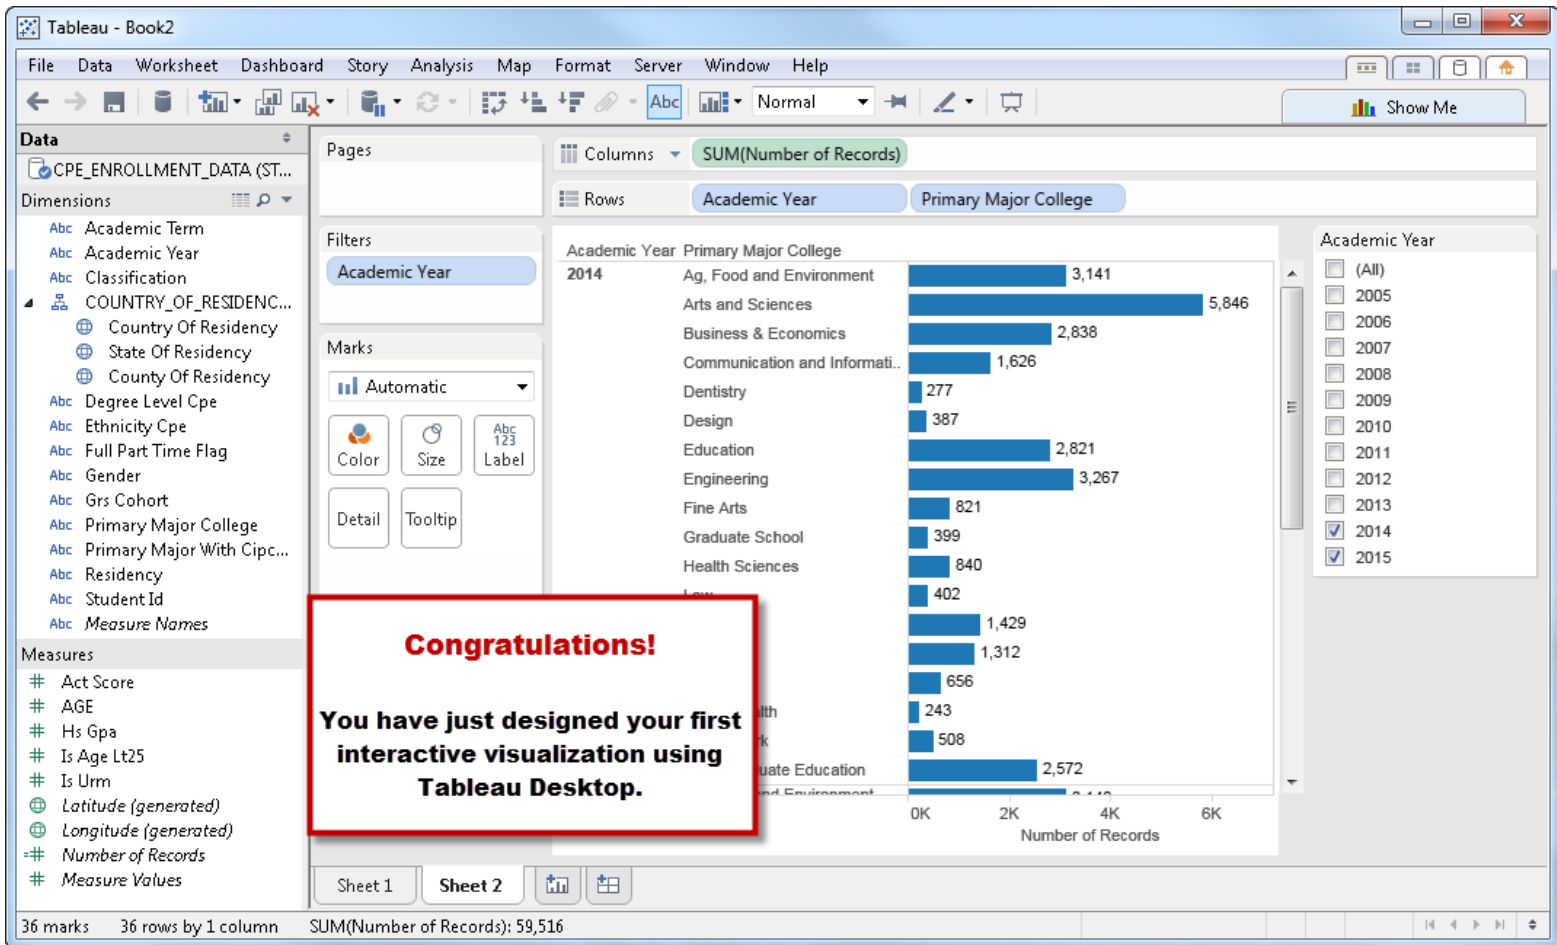 Tableau - Book2
File Data Worksheet Dashboard Story Analysis Map Format Server Window Help
Abc Normal
Show Me
Data
CPE_ENROLLMENT_DATA (ST...
Dimensions
Abc Academic Term
Abc Academic Year
Abc Classification
COUNTRY_OF_RESIDENC...
Country Of Residency
State Of Residency
County Of Residency
Abc Degree Level Cpe
Abc Ethnicity Cpe
Abc Full Part Time Flag
Abc Gender
Abc Grs Cohort
Abc Primary Major College
Abc Primary Major With Cipc...
Abc Residency
Abc Student Id
Abc Measure Names
Measures
# Act Score
# AGE
# Hs Gpa
# Is Age Lt25
# Is Urm
Latitude (generated)
Longitude (generated)
=# Number of Records
# Measure Values
Pages
Filters
Academic Year
Marks
Automatic
Color
Size
Abc
123
Label
Detail
Tooltip
Columns SUM(Number of Records)
Rows Academic Year Primary Major College
Academic Year Primary Major College
2014 Ag, Food and Environment 3,141
Arts and Sciences 5,846
Business & Economics 2,838
Communication and Informati.. 1,626
Dentistry 277
Design 387
Education 2,821
Engineering 3,267
Fine Arts 821
Graduate School 399
Health Sciences 840
Law 402
1,429
1,312
656
243
508
uate Education 2,572
0K 2K 4K 6K
Number of Records
Academic Year
(All)
2005
2006
2007
2008
2009
2010
2011
2012
2013
2014
2015
Congratulations!
You have just designed your first
interactive visualization using
Tableau Desktop.
Sheet 1 Sheet 2
36 marks 36 rows by 1 column SUM(Number of Records): 59,516